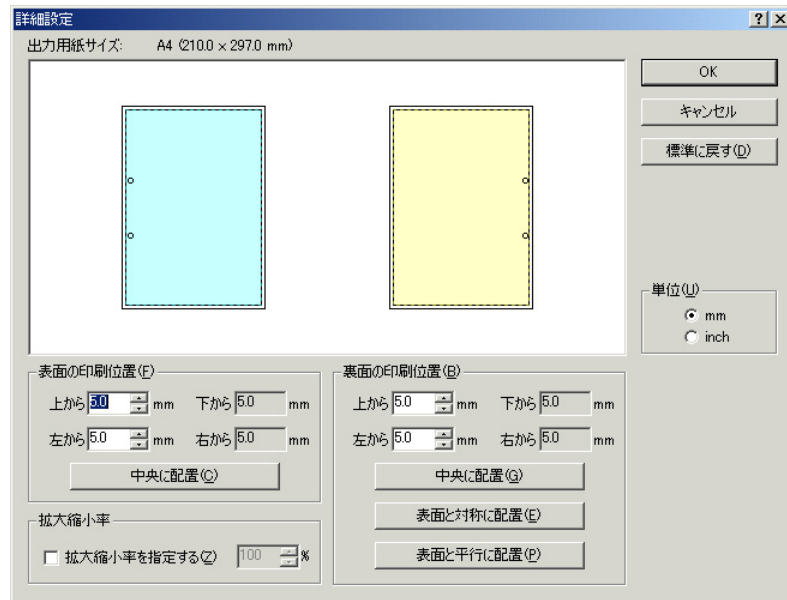 詳細設定
出力用紙サイズ: A4 (210.0 × 297.0 mm)
OK
キャンセル
標準に戻す(D)
単位(U)
mm
inch
表面の印刷位置(F)
上から 5.0 mm 下から 5.0 mm
左から 5.0 mm 右から 5.0 mm
中央に配置(C)
裏面の印刷位置(B)
上から 5.0 mm 下から 5.0 mm
左から 5.0 mm 右から 5.0 mm
中央に配置(G)
表面と対称に配置(E)
表面と平行に配置(P)
拡大縮小率
拡大縮小率を指定する(Z) 100 %